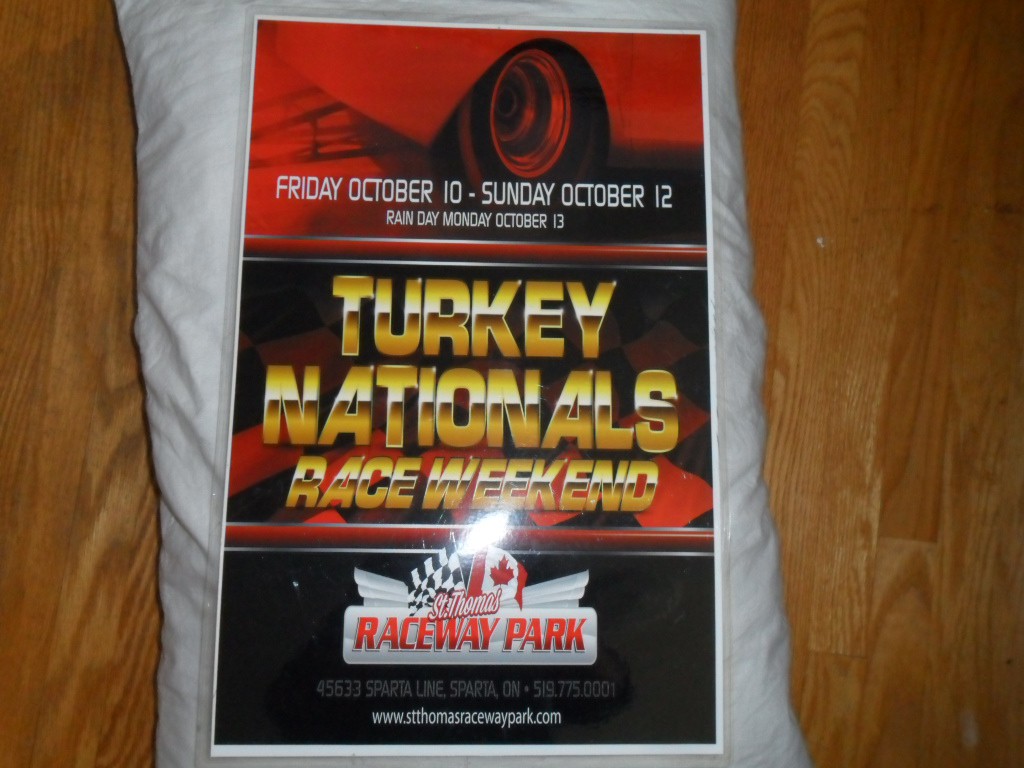 FRIDAY OCTOBER 10 - SUNDAY OCTOBER 12
RAIN DAY MONDAY OCTOBER 13
TURKEY
NATIONALS
RACE WEEKEND
St. Thomas
RACEWAY PARK
45633 SPARTA LINE, SPARTA, ON • 519.775.0001
www.stthomasracewaypark.com